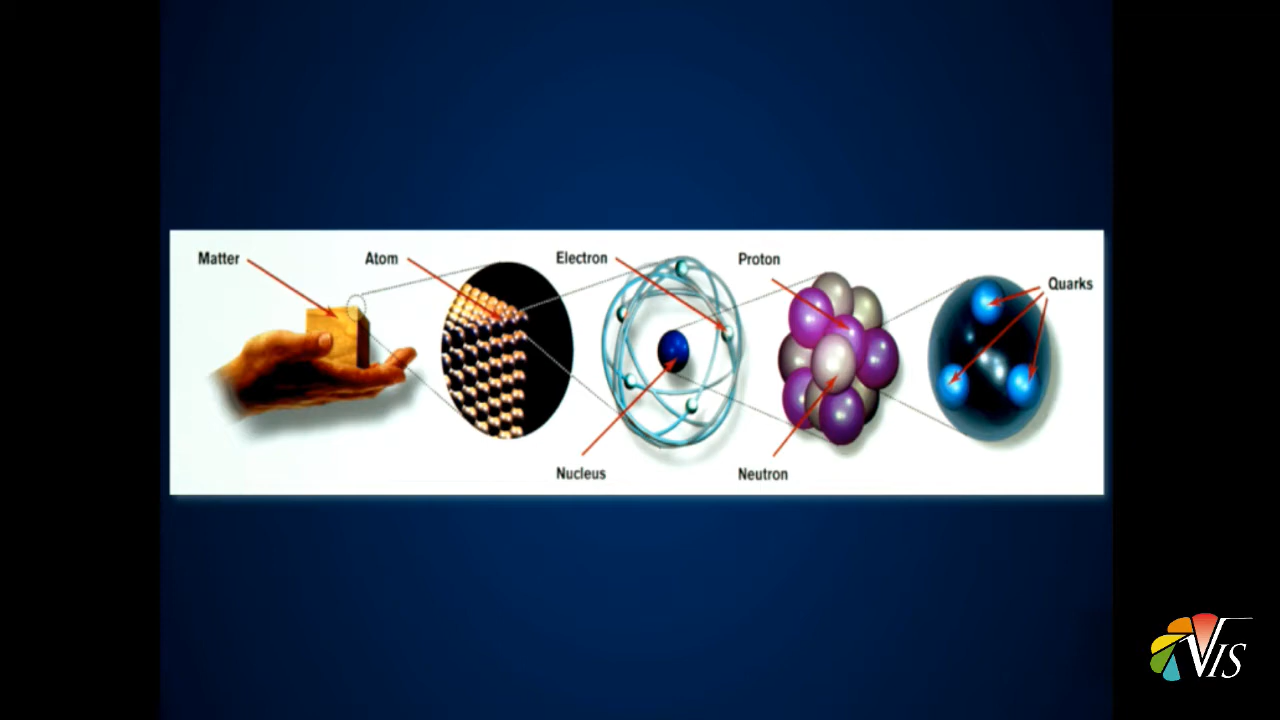 Matter
Atom
Electron
Proton
Quarks
Nucleus
Neutron
VIS